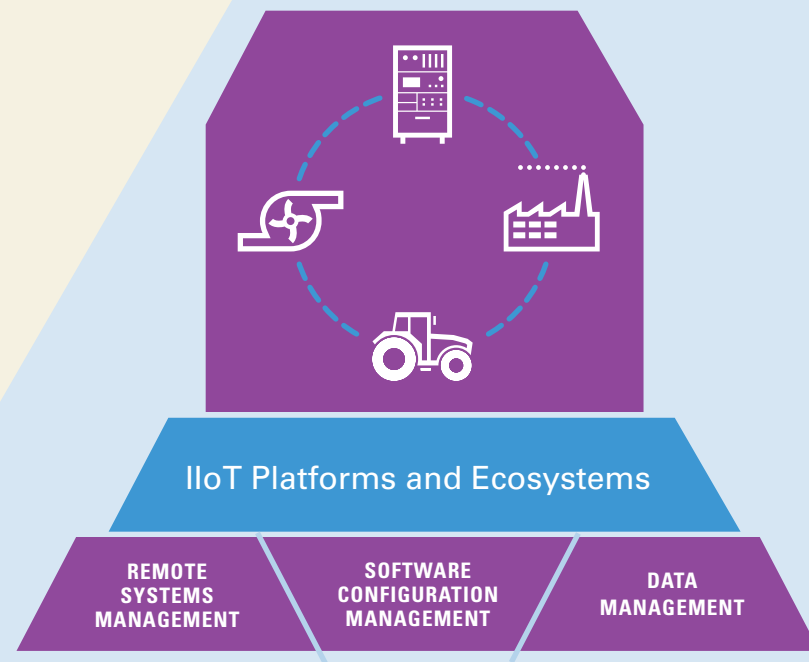 IIoT Platforms and Ecosystems
REMOTE
SYSTEMS
MANAGEMENT
SOFTWARE
CONFIGURATION
MANAGEMENT
DATA
MANAGEMENT